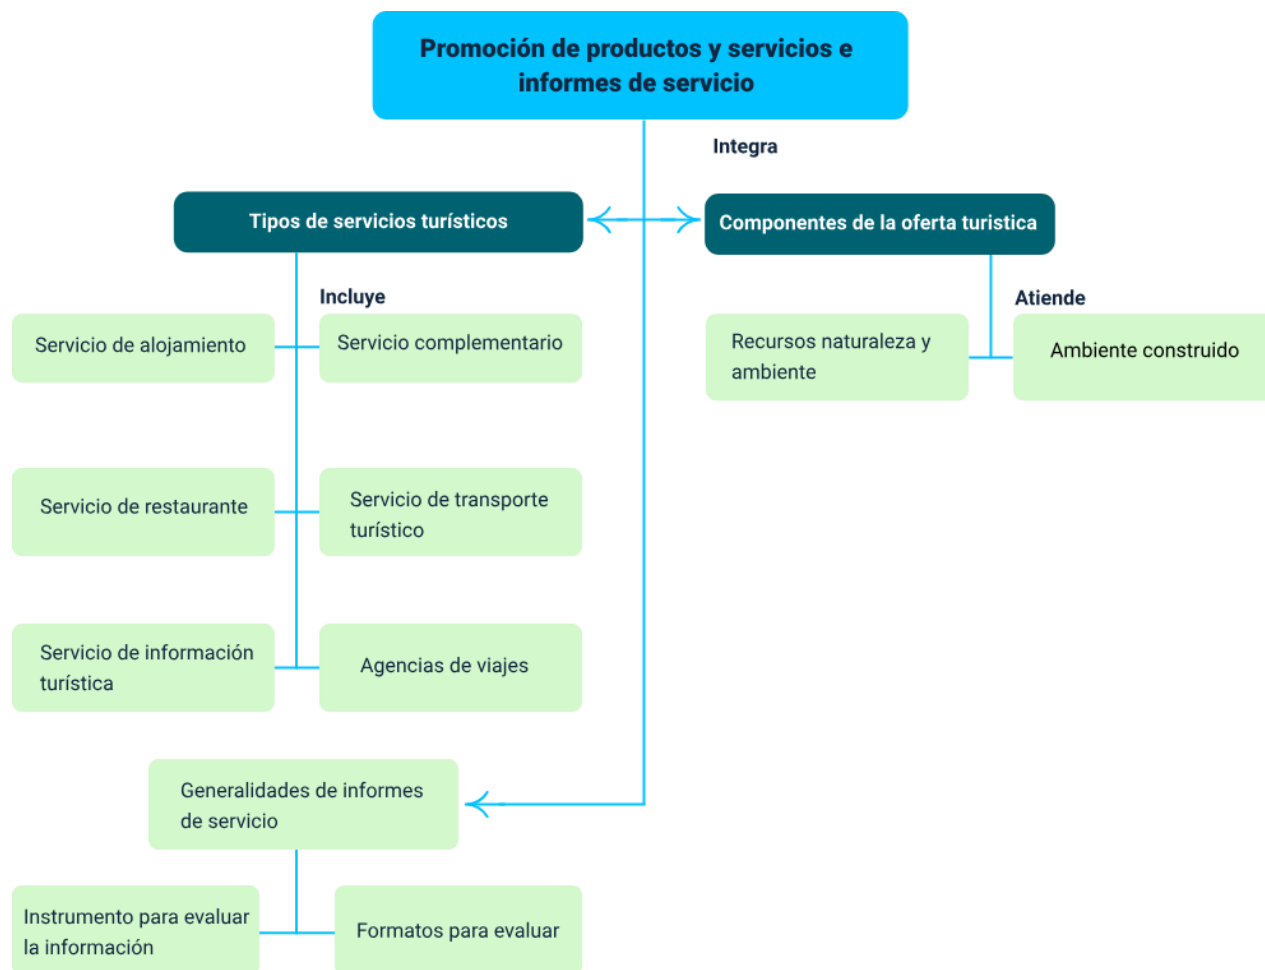 Promoción de productos y servicios e
informes de servicio
Integra
Tipos de servicios turísticos
Componentes de la oferta turistica
Incluye
Atiende
Servicio de alojamiento
Servicio complementario
Recursos naturaleza y
ambiente
Ambiente construido
Servicio de restaurante
Servicio de transporte
turístico
Servicio de información
turística
Agencias de viajes
Generalidades de informes
de servicio
Instrumento para evaluar
la información
Formatos para evaluar